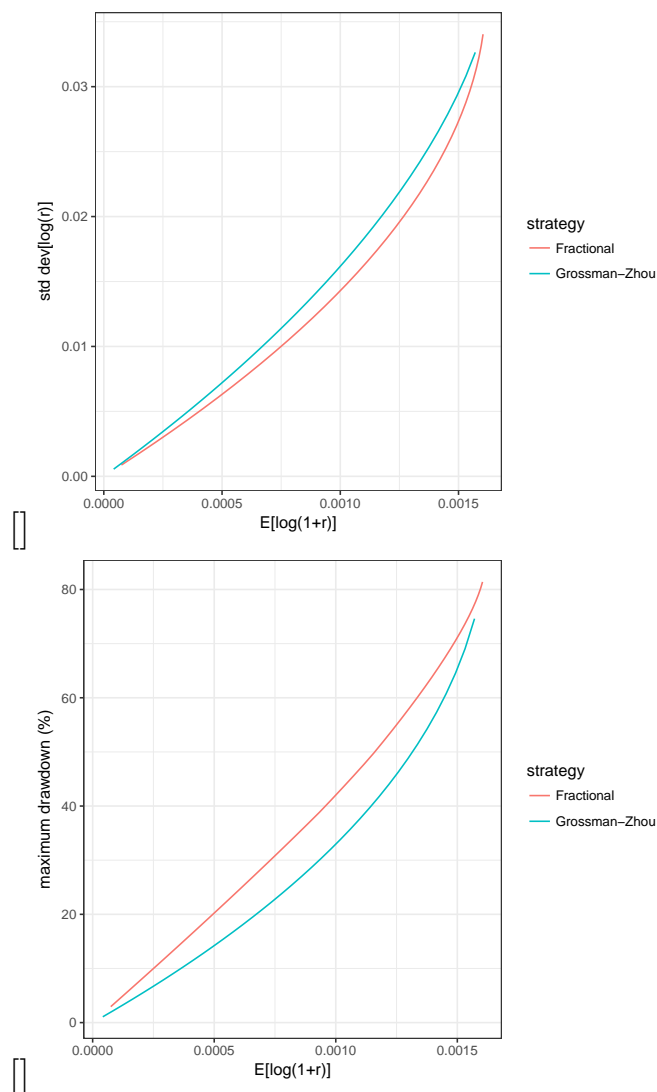 0.03
0.02
0.01
0.00
std dev[log(r)]
0.0000 0.0005 0.0010 0.0015
E[log(1+r)]
strategy
Fractional
Grossman−Zhou
[]
80
60
40
20
0
maximum drawdown (%)
0.0000 0.0005 0.0010 0.0015
E[log(1+r)]
strategy
Fractional
Grossman−Zhou
[]